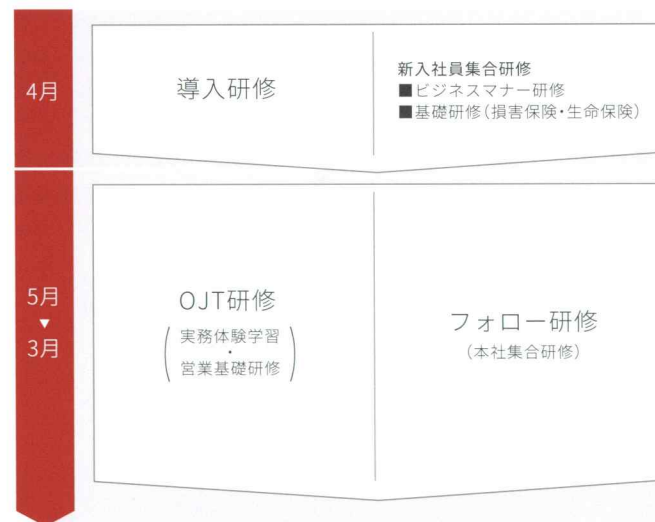 4月
導入研修
新入社員集合研修
■ビジネスマナー研修
■基礎研修(損害保険・生命保険)
5月
▼
3月
OJT研修
(実務体験学習
・
営業基礎研修)
フォロー研修
(本社集合研修)